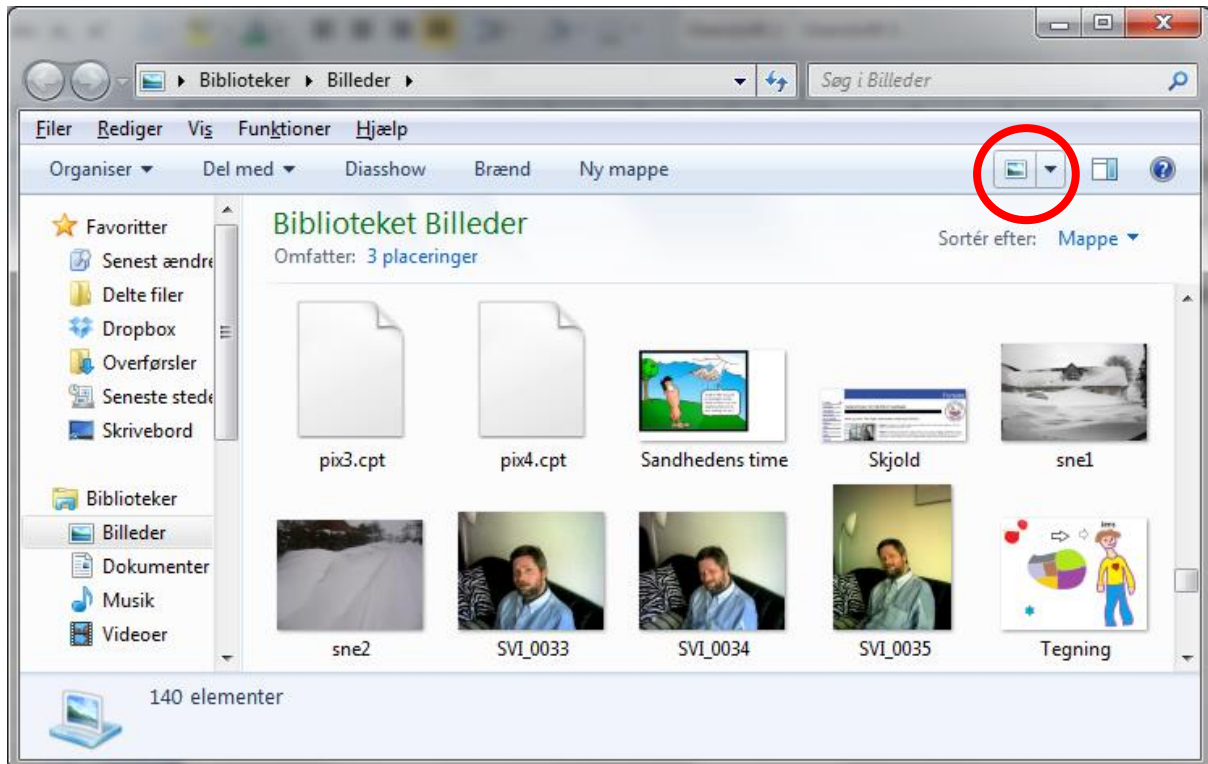 Biblioteker Billeder
Søg i Billeder
Filer Rediger Vis Funktioner Hjælp
Organiser Del med Diasshow Brænd Ny mappe
Favoritter
Senest ændre
Delte filer
Dropbox
Overførsler
Seneste stede
Skrivebord
Biblioteker
Billeder
Dokumenter
Musik
Videoer
Biblioteket Billeder
Omfatter: 3 placeringer
Sortér efter: Mappe
pix3.cpt pix4.cpt Sandhedens time Skjold sne1
sne2 SVI_0033 SVI_0034 SVI_0035 Tegning
140 elementer